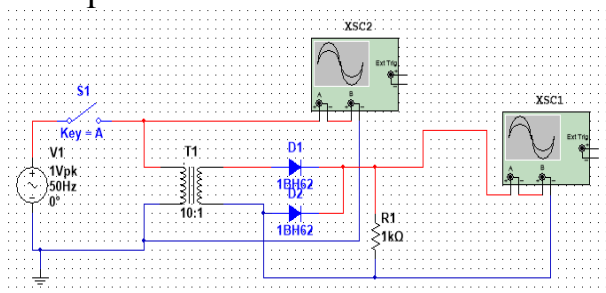 XSC2
Ext Trig
A
B
S1
Key = A
XSC1
Ext Trig
A
B
V1
1Vpk
50Hz
0°
T1
10:1
D1
1BH62
D2
1BH62
R1
1kΩ